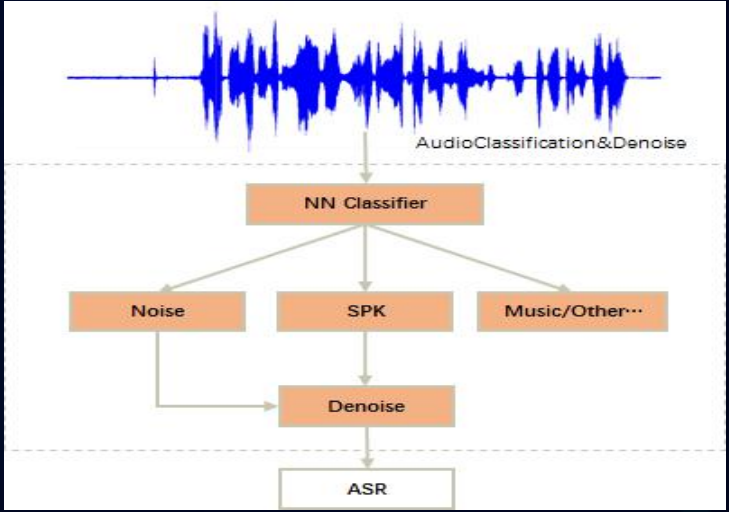 AudioClassification&Denoise
NN Classifier
Noise
SPK
Music/Other···
Denoise
ASR